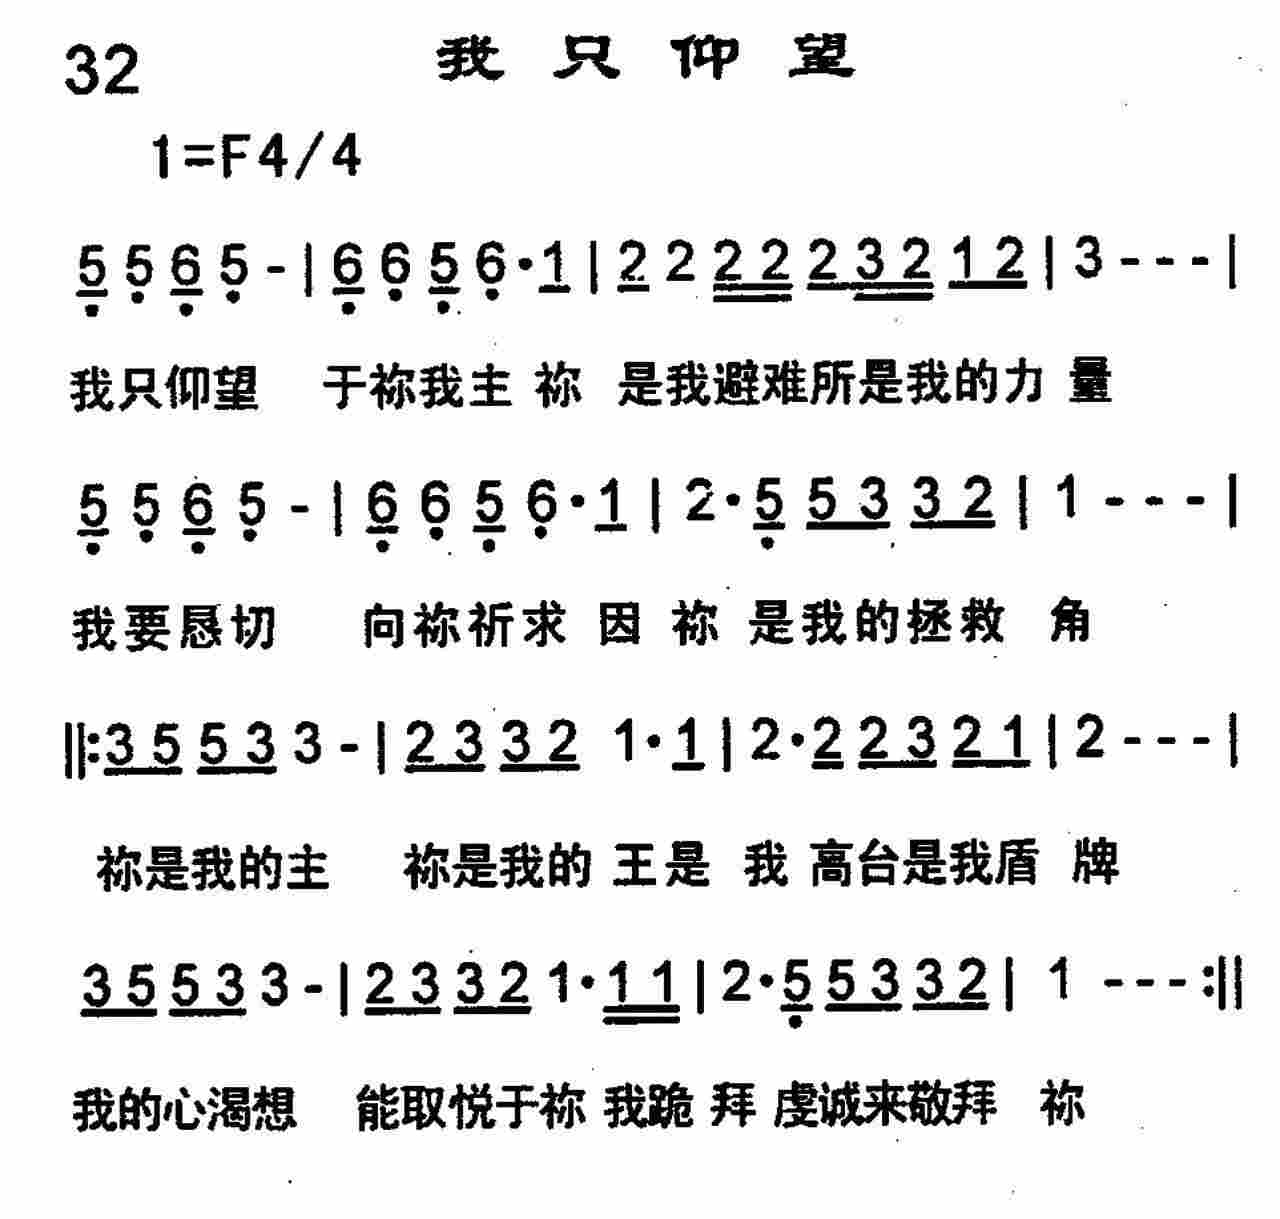 32 我只仰望
1=F4/4
5 5 6 5 - | 6 6 5 6 · 1 | 2 2 2 2 2 3 2 1 2 | 3 - - - |
我只仰望 于祢我主 祢 是我避难所是我的力 量
5 5 6 5 - | 6 6 5 6 · 1 | 2 · 5 5 3 3 2 | 1 - - - |
我要恳切 向祢祈求 因 祢 是我的拯救 角
‖: 3 5 5 3 3 - | 2 3 3 2 1 · 1 | 2 · 2 2 3 2 1 | 2 - - - |
祢是我的主 祢是我的 王是 我 高台是我盾 牌
3 5 5 3 3 - | 2 3 3 2 1 · 1 1 | 2 · 5 5 3 3 2 | 1 - - - :‖
我的心渴想 能取悦于祢 我跪 拜 虔诚来敬拜 祢